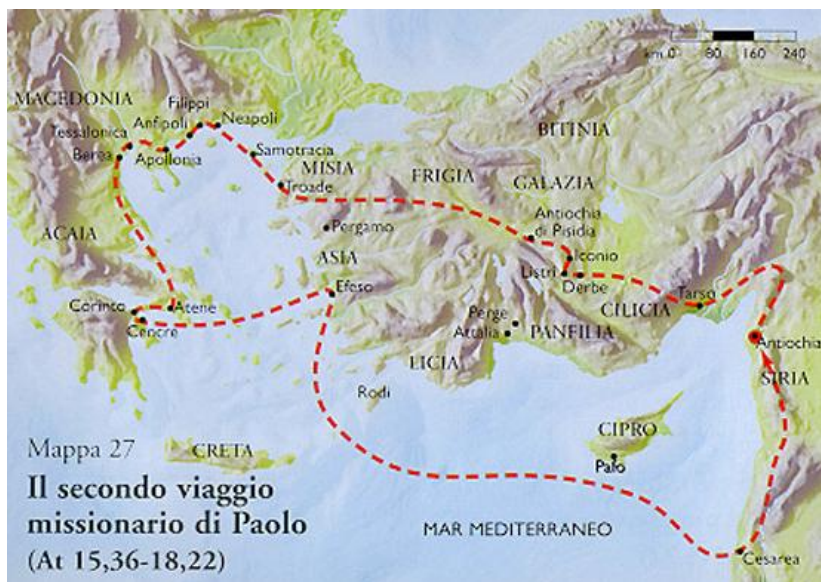 km. 0 80 160 240
MACEDONIA
Filippi
Anfipoli
Neapoli
Tessalonica
Berea
Apollonia
Samotracia
BITINIA
MISIA
Troade
FRIGIA
GALAZIA
Antiochia
di Pisidia
Pergamo
ACAIA
ASIA
Iconio
Listri
Derbe
Efeso
Corinto
Atene
Cencre
CILICIA
Tarso
Perge
Attalia
PANFILIA
Antiochia
LICIA
SIRIA
Rodi
CIPRO
Pafo
CRETA
Mappa 27
Il secondo viaggio
missionario di Paolo
(At 15,36-18,22)
MAR MEDITERRANEO
Cesarea